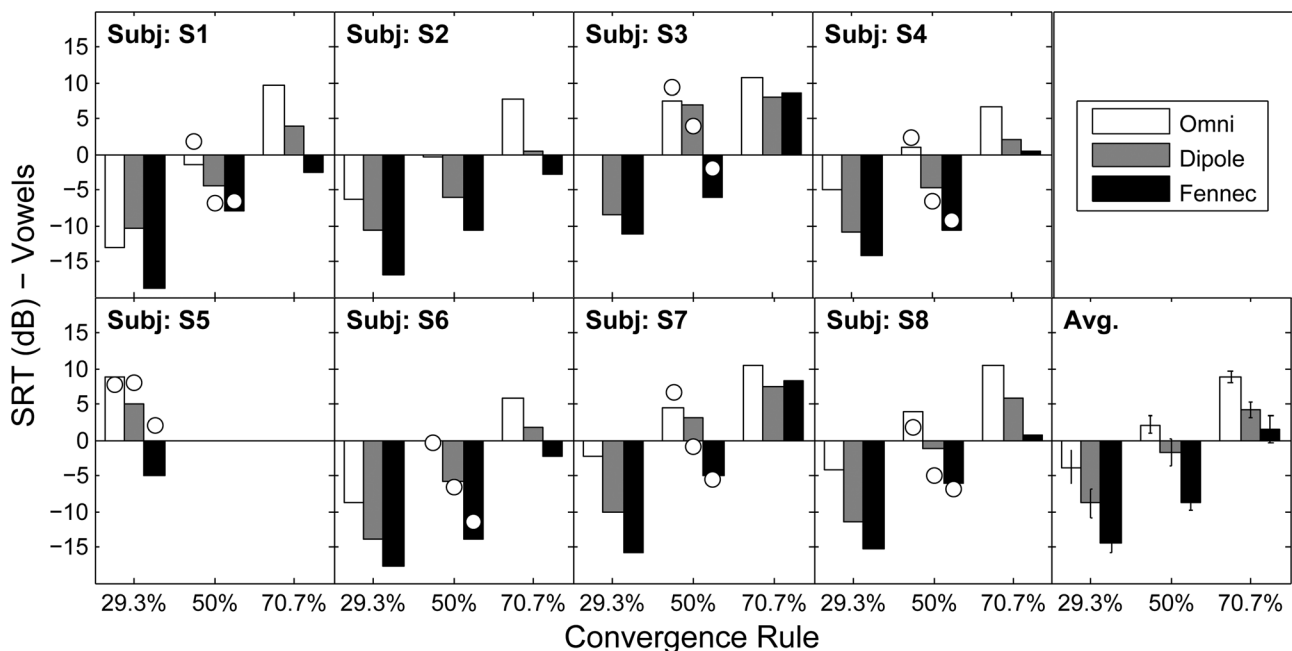 Subj: S1
Subj: S2
Subj: S3
Subj: S4
15
10
5
0
−5
−10
−15
Omni
Dipole
Fennec
SRT (dB) − Vowels
Subj: S5
Subj: S6
Subj: S7
Subj: S8
Avg.
15
10
5
0
−5
−10
−15
29.3% 50% 70.7%
29.3% 50% 70.7%
29.3% 50% 70.7%
29.3% 50% 70.7%
29.3% 50% 70.7%
Convergence Rule